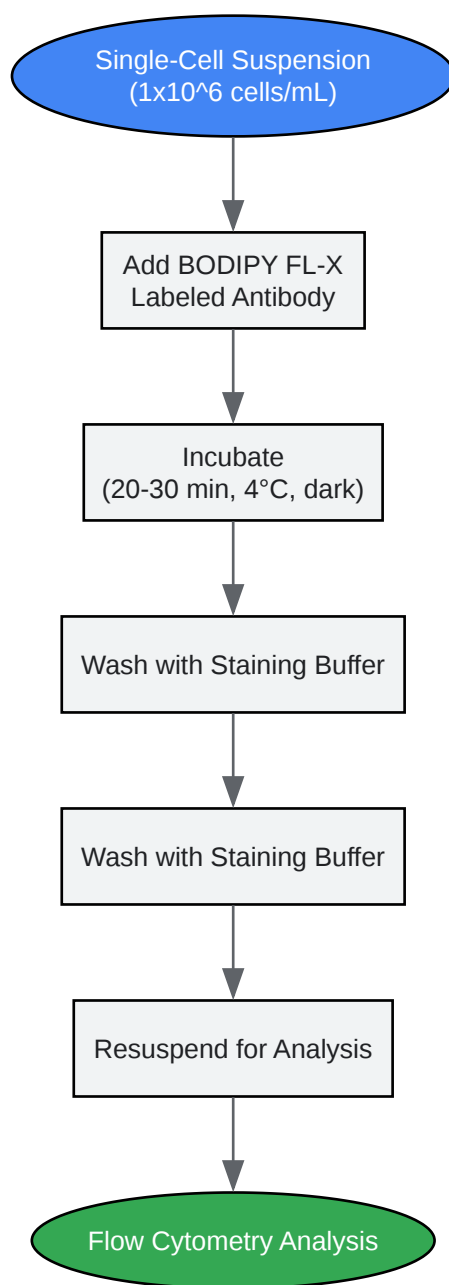 Single-Cell Suspension
(1x10^6 cells/mL)
Add BODIPY FL-X
Labeled Antibody
Incubate
(20-30 min, 4°C, dark)
Wash with Staining Buffer
Wash with Staining Buffer
Resuspend for Analysis
Flow Cytometry Analysis